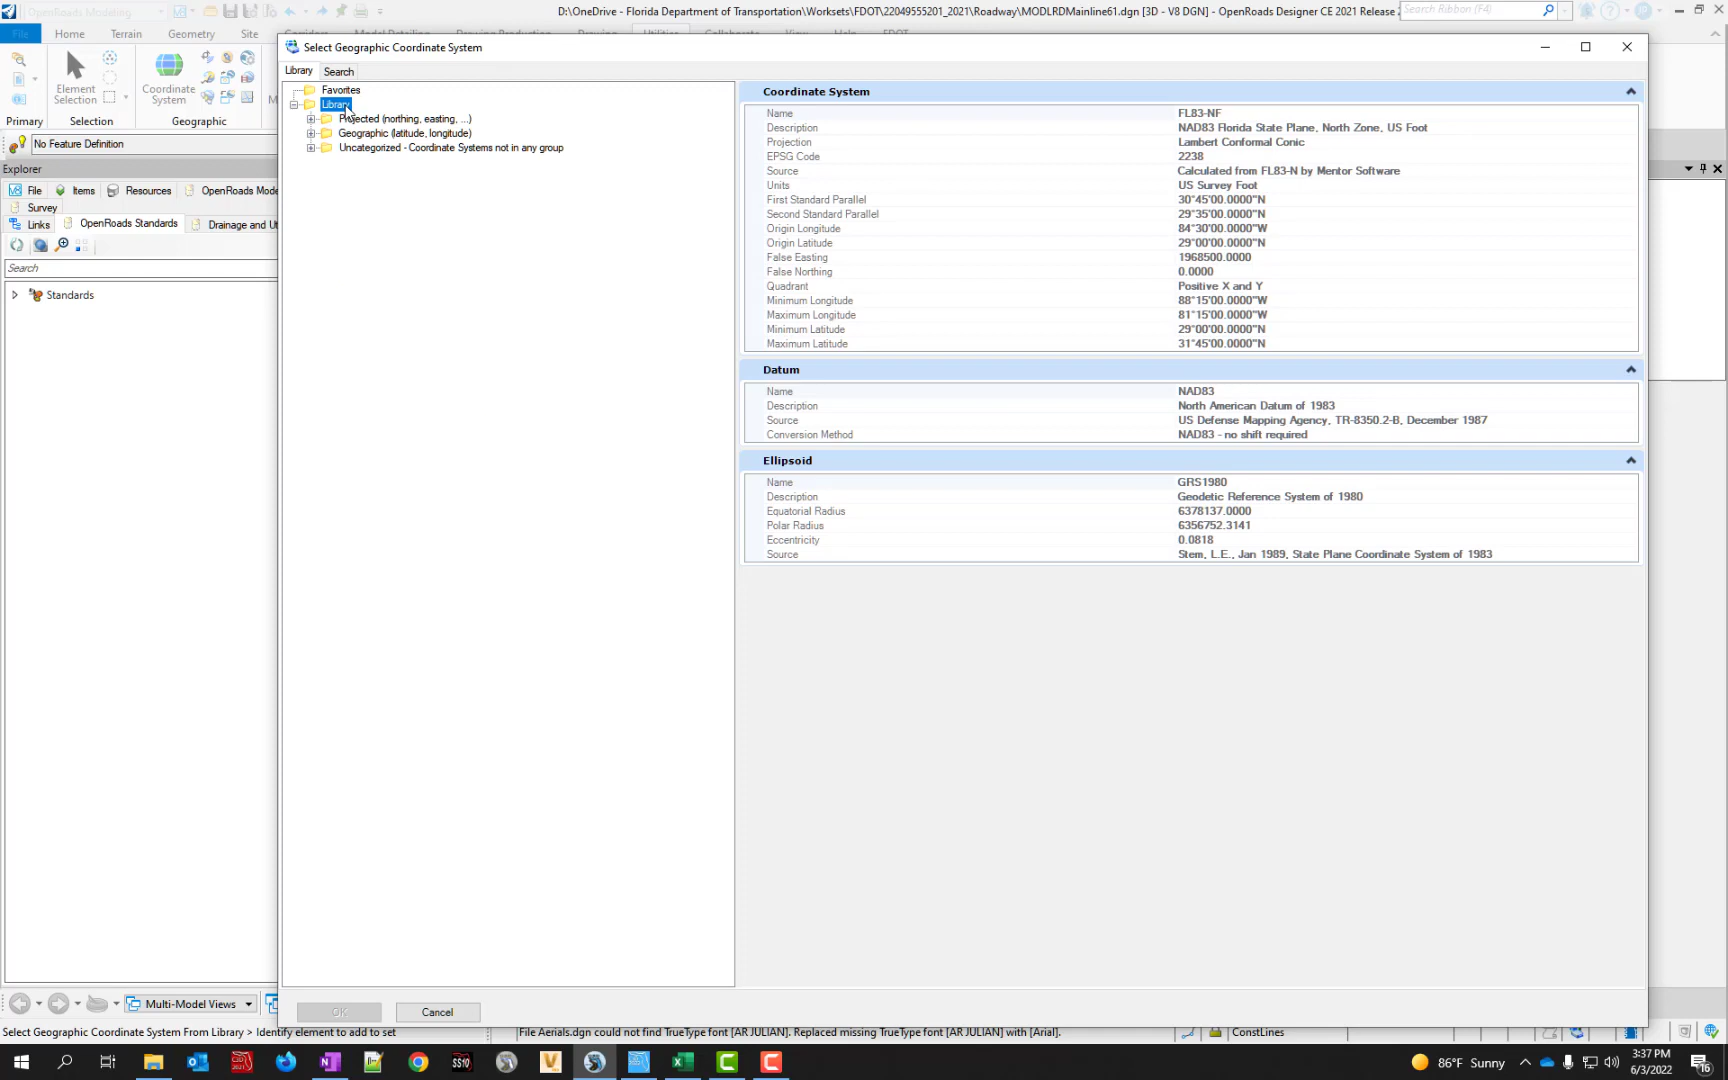 OpenRoads Modeling
D:\OneDrive - Florida Department of Transportation\Worksets\FDOT\22049555201_2021\Roadway\MODLRDMainline61.dgn [3D - V8 DGN] - OpenRoads Designer CE 2021 Release
Search Ribbon (F4)
File Home Terrain Geometry Site
Select Geographic Coordinate System
Library Search
Element Selection
Coordinate System
Primary Selection Geographic
No Feature Definition
Explorer
File Items Resources OpenRoads Mode
Survey
Links OpenRoads Standards Drainage and Ut
Search
Standards
Favorites
Library
Projected (northing, easting, ...)
Geographic (latitude, longitude)
Uncategorized - Coordinate Systems not in any group
Coordinate System
Name FL83-NF
Description NAD83 Florida State Plane, North Zone, US Foot
Projection Lambert Conformal Conic
EPSG Code 2238
Source Calculated from FL83-N by Mentor Software
Units US Survey Foot
First Standard Parallel 30°45'00.0000"N
Second Standard Parallel 29°35'00.0000"N
Origin Longitude 84°30'00.0000"W
Origin Latitude 29°00'00.0000"N
False Easting 1968500.0000
False Northing 0.0000
Quadrant Positive X and Y
Minimum Longitude 88°15'00.0000"W
Maximum Longitude 81°15'00.0000"W
Minimum Latitude 29°00'00.0000"N
Maximum Latitude 31°45'00.0000"N
Datum
Name NAD83
Description North American Datum of 1983
Source US Defense Mapping Agency, TR-8350.2-B, December 1987
Conversion Method NAD83 - no shift required
Ellipsoid
Name GRS1980
Description Geodetic Reference System of 1980
Equatorial Radius 6378137.0000
Polar Radius 6356752.3141
Eccentricity 0.0818
Source Stem, L.E., Jan 1989, State Plane Coordinate System of 1983
Multi-Model Views
OK Cancel
Select Geographic Coordinate System From Library > Identify element to add to set
File Aerials.dgn could not find TrueType font [AR JULIAN]. Replaced missing TrueType font [AR JULIAN] with [Arial].
ConstLines
SS10
86°F Sunny
3:37 PM
6/3/2022
16